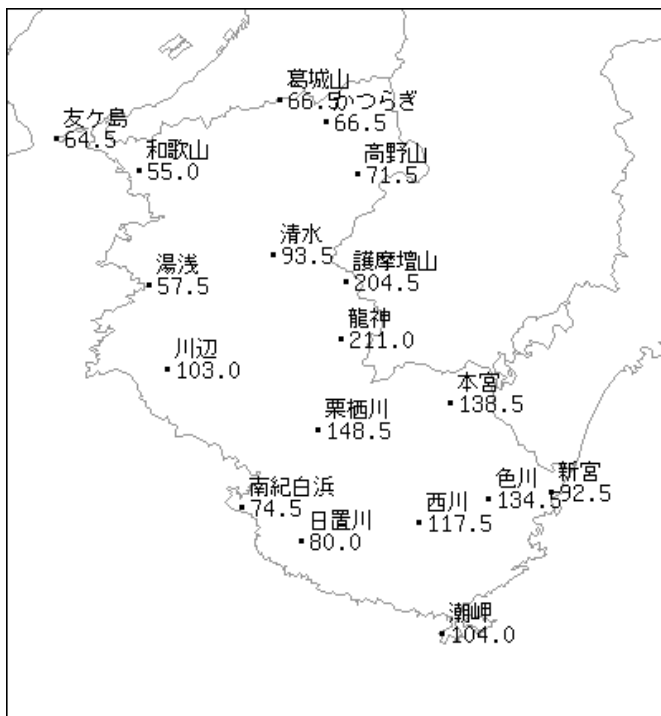 葛城山
66.5
かつらぎ
66.5
友ケ島
64.5
和歌山
55.0
高野山
71.5
清水
93.5
湯浅
57.5
護摩壇山
204.5
龍神
211.0
川辺
103.0
本宮
138.5
栗栖川
148.5
新宮
92.5
色川
134.5
南紀白浜
74.5
西川
117.5
日置川
80.0
潮岬
104.0